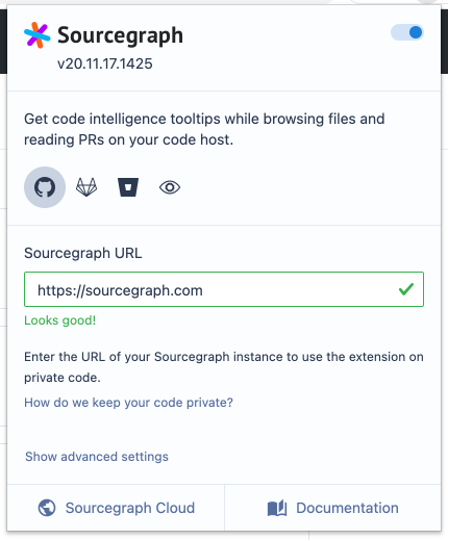 Sourcegraph
v20.11.17.1425
Get code intelligence tooltips while browsing files and
reading PRs on your code host.
Sourcegraph URL
https://sourcegraph.com
Looks good!
Enter the URL of your Sourcegraph instance to use the extension on
private code.
How do we keep your code private?
Show advanced settings
Sourcegraph Cloud
Documentation